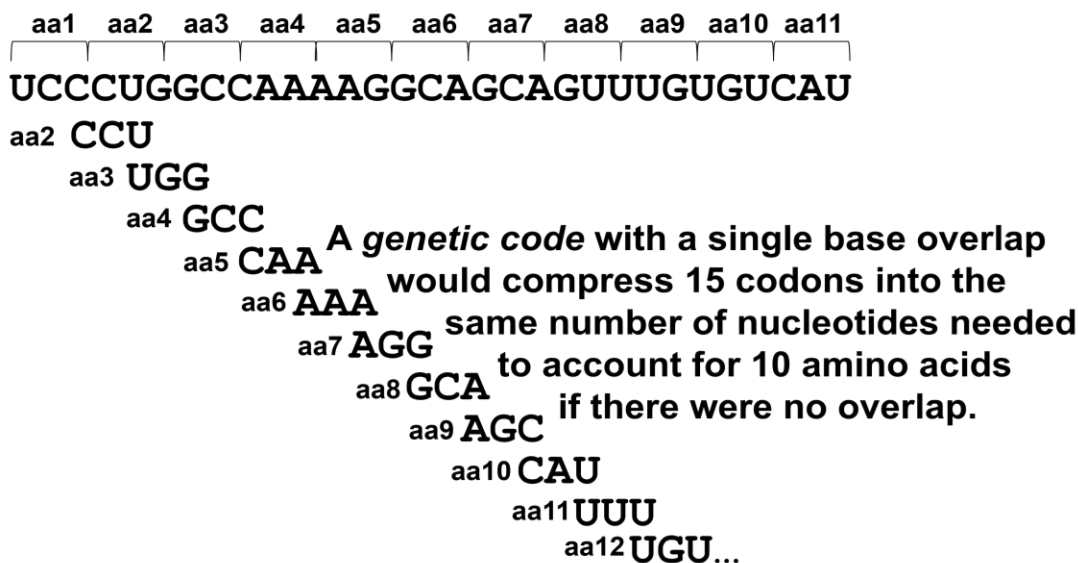 aa1 aa2 aa3 aa4 aa5 aa6 aa7 aa8 aa9 aa10 aa11
UCCCUGGCCAAAAGGCAGCAGUUUGUGUCAU
aa2 CCU
aa3 UGG
aa4 GCC
A genetic code with a single base overlap
aa5 CAA
would compress 15 codons into the
aa6 AAA
same number of nucleotides needed
aa7 AGG
to account for 10 amino acids
aa8 GCA
if there were no overlap.
aa9 AGC
aa10 CAU
aa11 UUU
aa12 UGU...